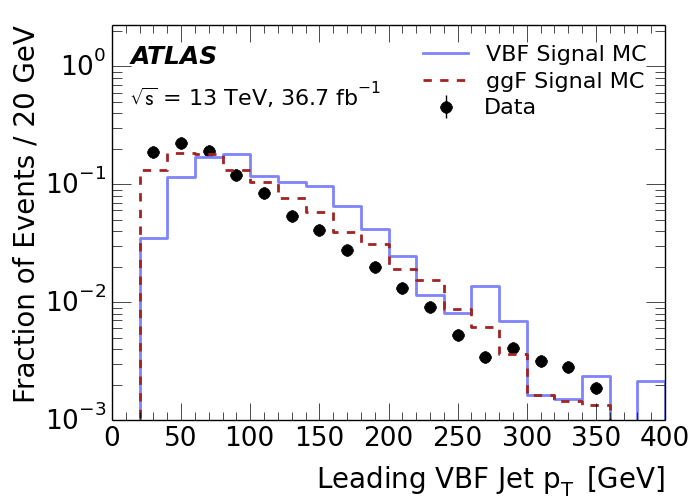 ATLAS
√s = 13 TeV, 36.7 fb⁻¹
VBF Signal MC
ggF Signal MC
Data
Fraction of Events / 20 GeV
10⁰
10⁻¹
10⁻²
10⁻³
0 50 100 150 200 250 300 350 400
Leading VBF Jet p_T [GeV]